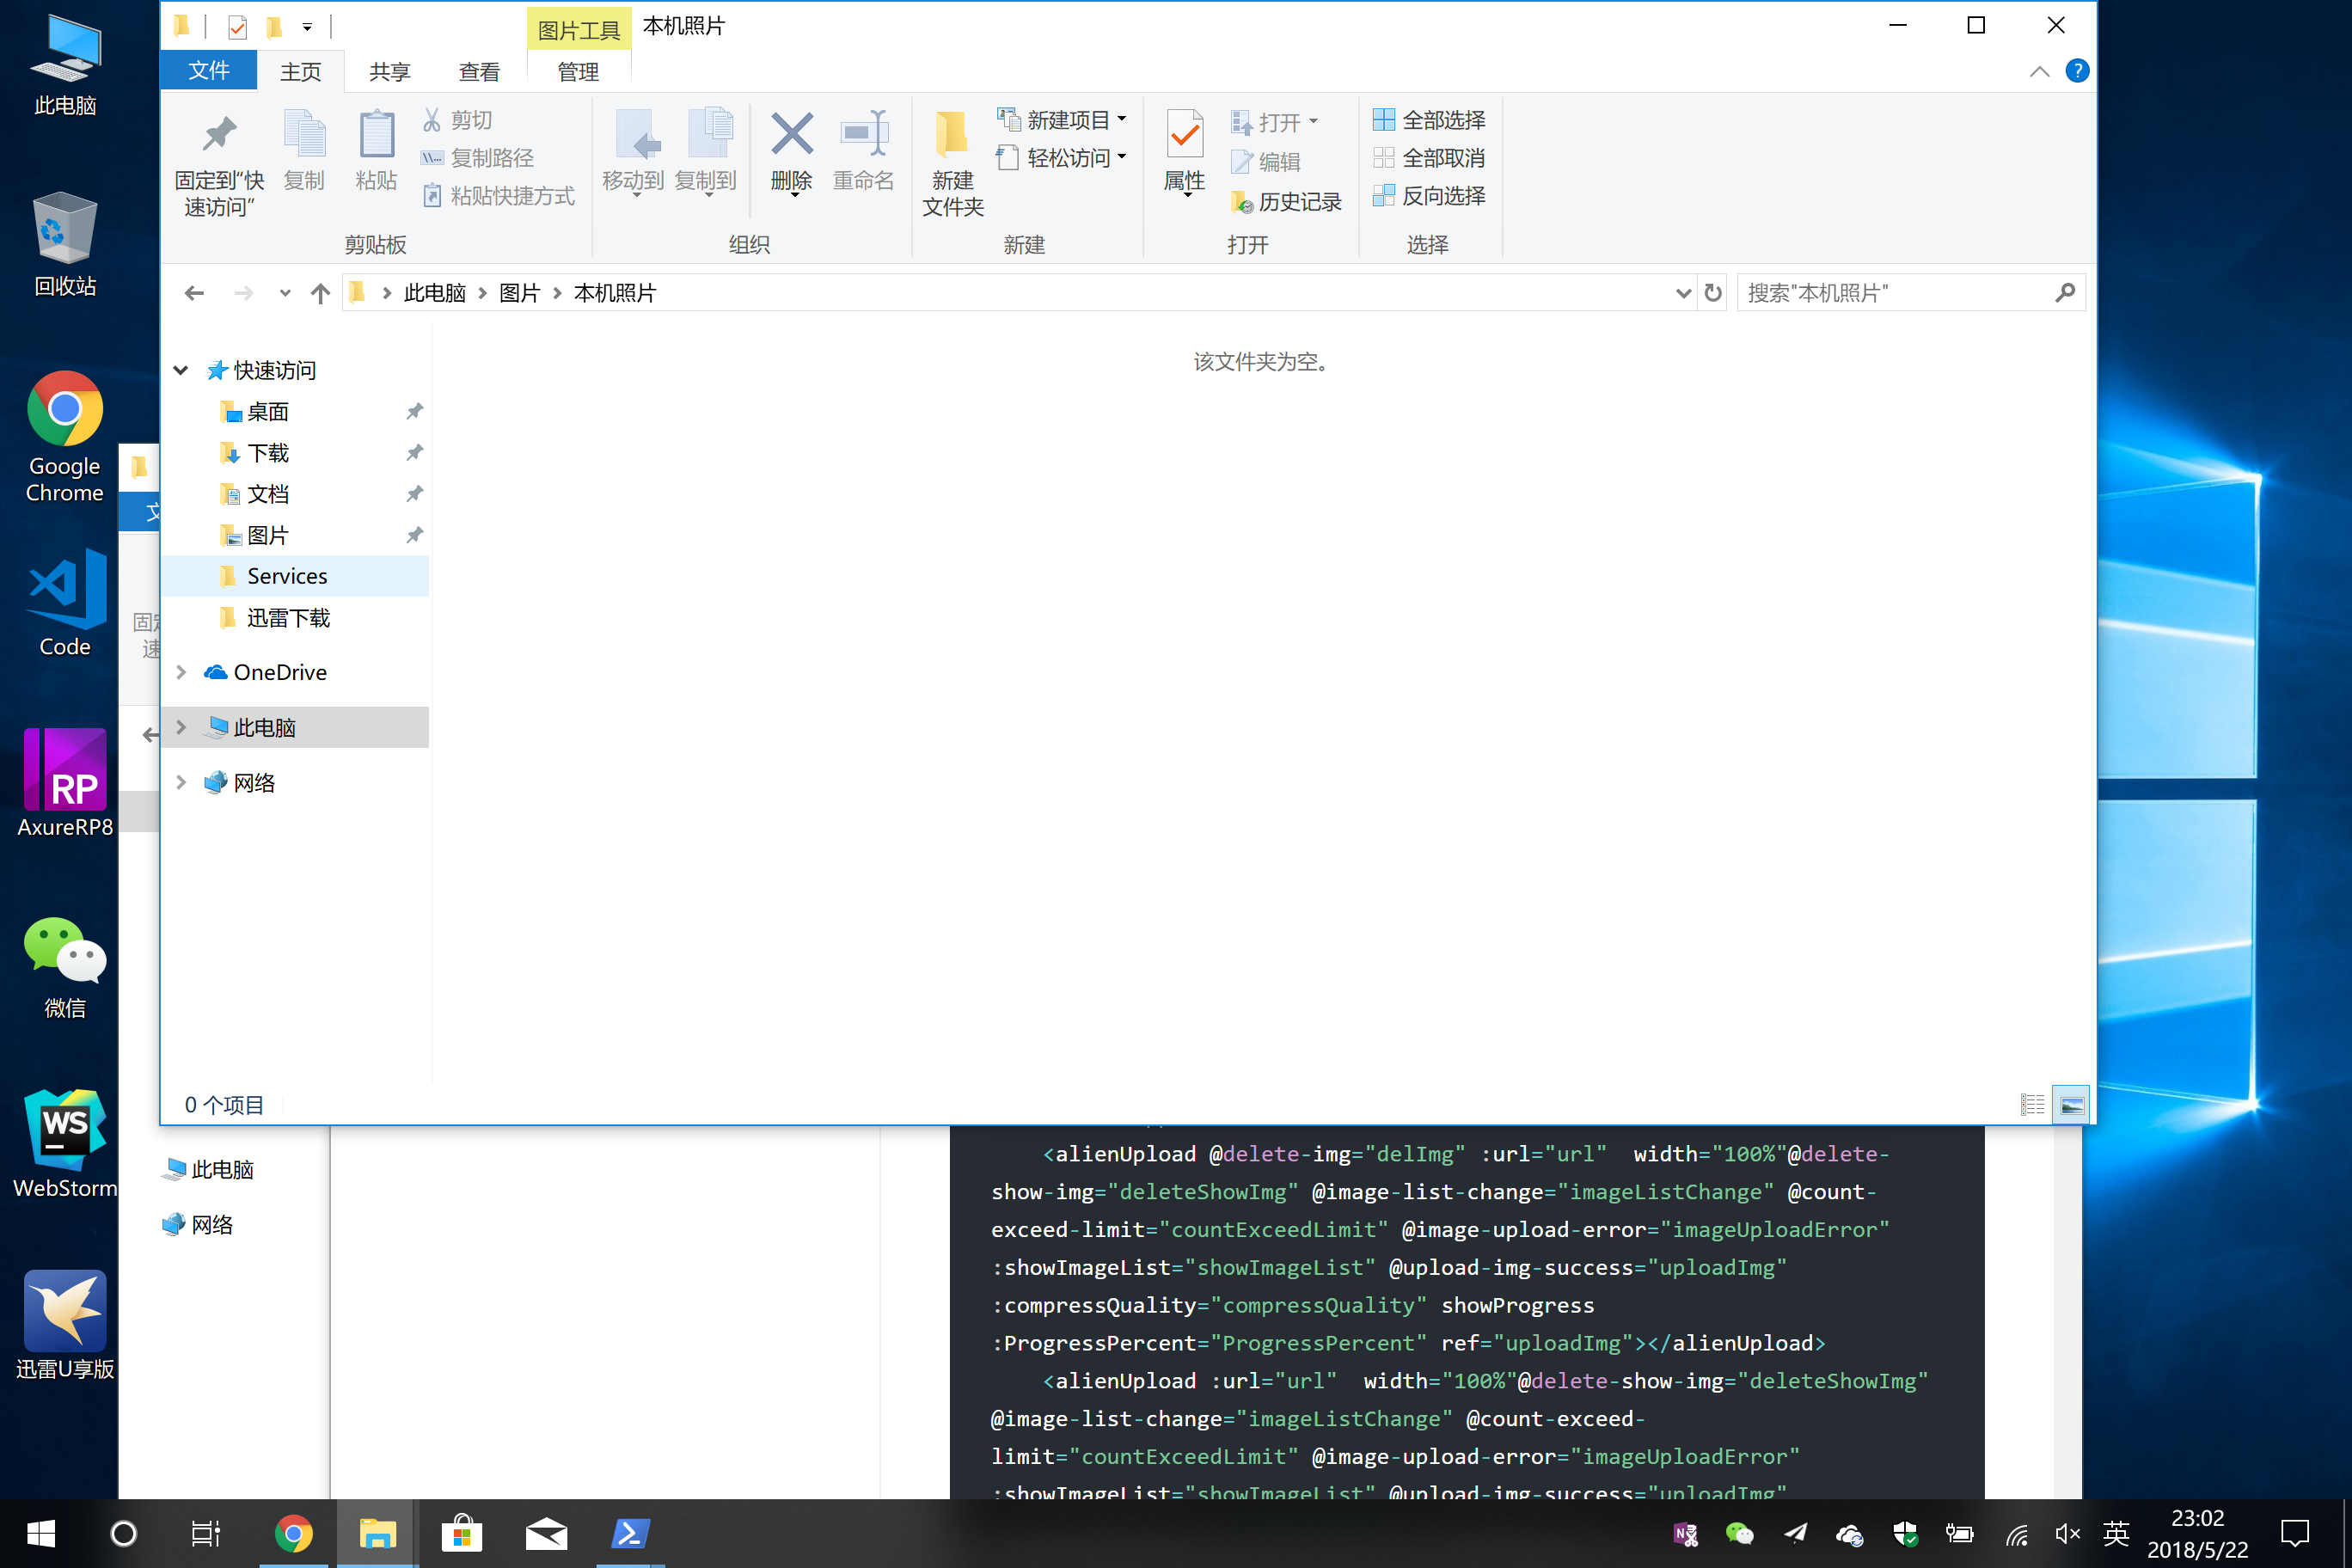 此电脑
回收站
Google
Chrome
Code
RP
AxureRP8
微信
WS
WebStorm
迅雷U享版
图片工具
本机照片
文件
主页
共享
查看
管理
固定到“快
速访问”
复制
粘贴
剪切
复制路径
粘贴快捷方式
剪贴板
移动到
复制到
删除
重命名
组织
新建
文件夹
新建项目
轻松访问
新建
属性
打开
编辑
历史记录
打开
全部选择
全部取消
反向选择
选择
此电脑 图片 本机照片
搜索"本机照片"
快速访问
桌面
下载
文档
图片
Services
迅雷下载
OneDrive
此电脑
网络
该文件夹为空。
0 个项目
固定
速
此电脑
网络
<alienUpload @delete-img="delImg" :url="url"  width="100%"@delete-
show-img="deleteShowImg" @image-list-change="imageListChange" @count-
exceed-limit="countExceedLimit" @image-upload-error="imageUploadError"
:showImageList="showImageList" @upload-img-success="uploadImg"
:compressQuality="compressQuality" showProgress
:ProgressPercent="ProgressPercent" ref="uploadImg"></alienUpload>
<alienUpload :url="url"  width="100%"@delete-show-img="deleteShowImg"
@image-list-change="imageListChange" @count-exceed-
limit="countExceedLimit" @image-upload-error="imageUploadError"
:showImageList="showImageList" @upload-img-success="uploadImg"
英
23:02
2018/5/22